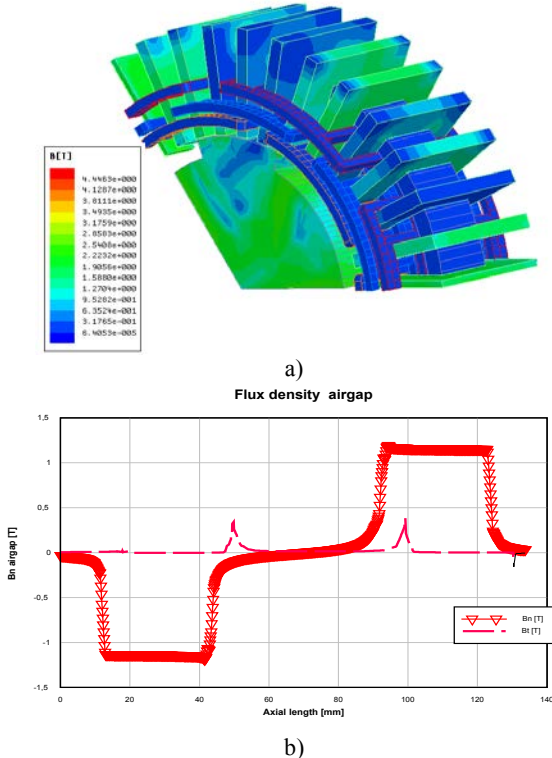 a)
B[T]
4.4463e+000
4.1287e+000
3.8111e+000
3.4935e+000
3.1759e+000
2.8583e+000
2.5408e+000
2.2232e+000
1.9056e+000
1.5880e+000
1.2704e+000
9.5282e-001
6.3524e-001
3.1765e-001
6.4053e-005
a)
Flux density airgap
1,5
1
0,5
0
-0,5
-1
-1,5
Bn airgap [T]
Bn [T]
Bt [T]
0 20 40 60 80 100 120 140
Axial length [mm]
b)